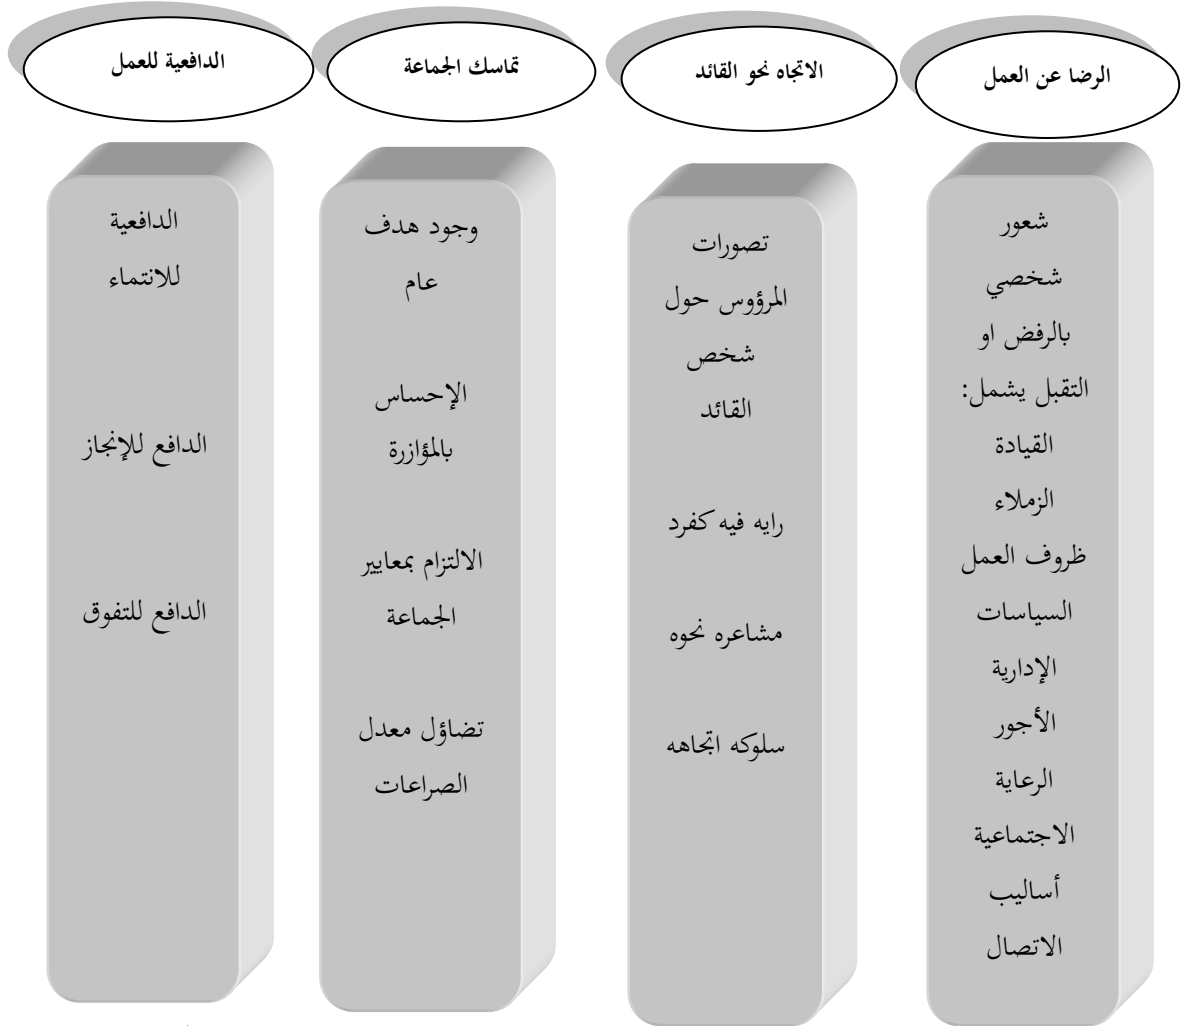 الرضا عن العمل
الاتجاه نحو القائد
تماسك الجماعة
الدافعية للعمل
شعور
شخصي
بالرفض او
التقبل يشمل:
القيادة
الزملاء
ظروف العمل
السياسات
الإدارية
الأجور
الرعاية
الاجتماعية
أساليب
الاتصال
تصورات
المرؤوس حول
شخص
القائد
رايه فيه كفرد
مشاعره نحوه
سلوكه اتجاهه
وجود هدف
عام
الإحساس
بالمؤازرة
الالتزام بمعايير
الجماعة
تضاؤل معدل
الصراعات
الدافعية
للانتماء
الدافع للإنجاز
الدافع للتفوق